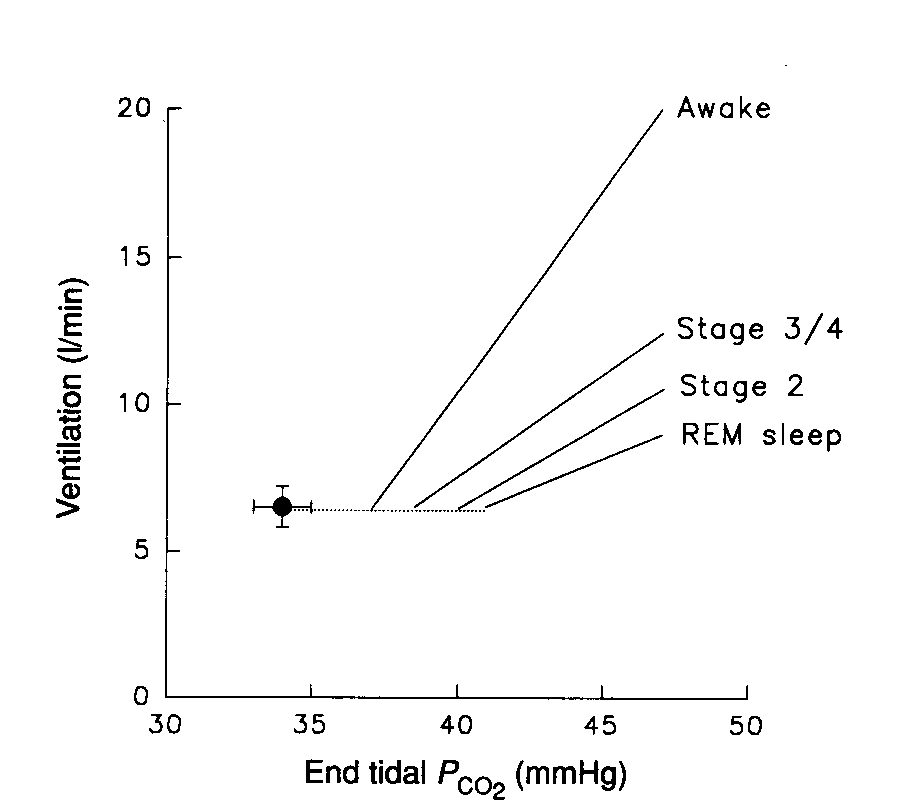 20
Awake
15
Stage 3/4
Stage 2
10
REM sleep
5
0
30 35 40 45 50
Ventilation (l/min)
End tidal PCO2 (mmHg)